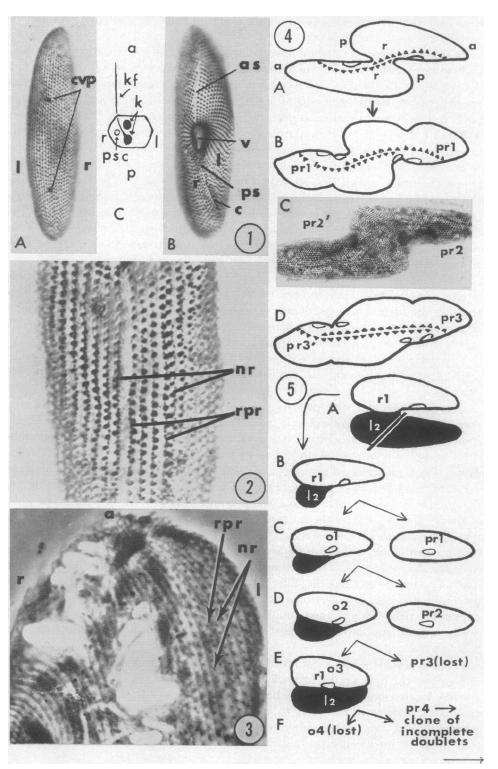 1
a
cvp
kf
k
r
l
ps c
p
l
r
A
C
as
v
l
r
ps
c
B
2
nr
rpr
3
a
rpr
nr
r
l
4
p
r
a
a
r
p
A
B
pr1
pr1
C
pr2'
pr2
D
pr3
pr3'
5
A
r1
l2
B
r1
l2
C
o1
pr1
D
o2
pr2
E
r1 o3
l2
pr3(lost)
F
o4(lost)
pr4 →
clone of
incomplete
doublets